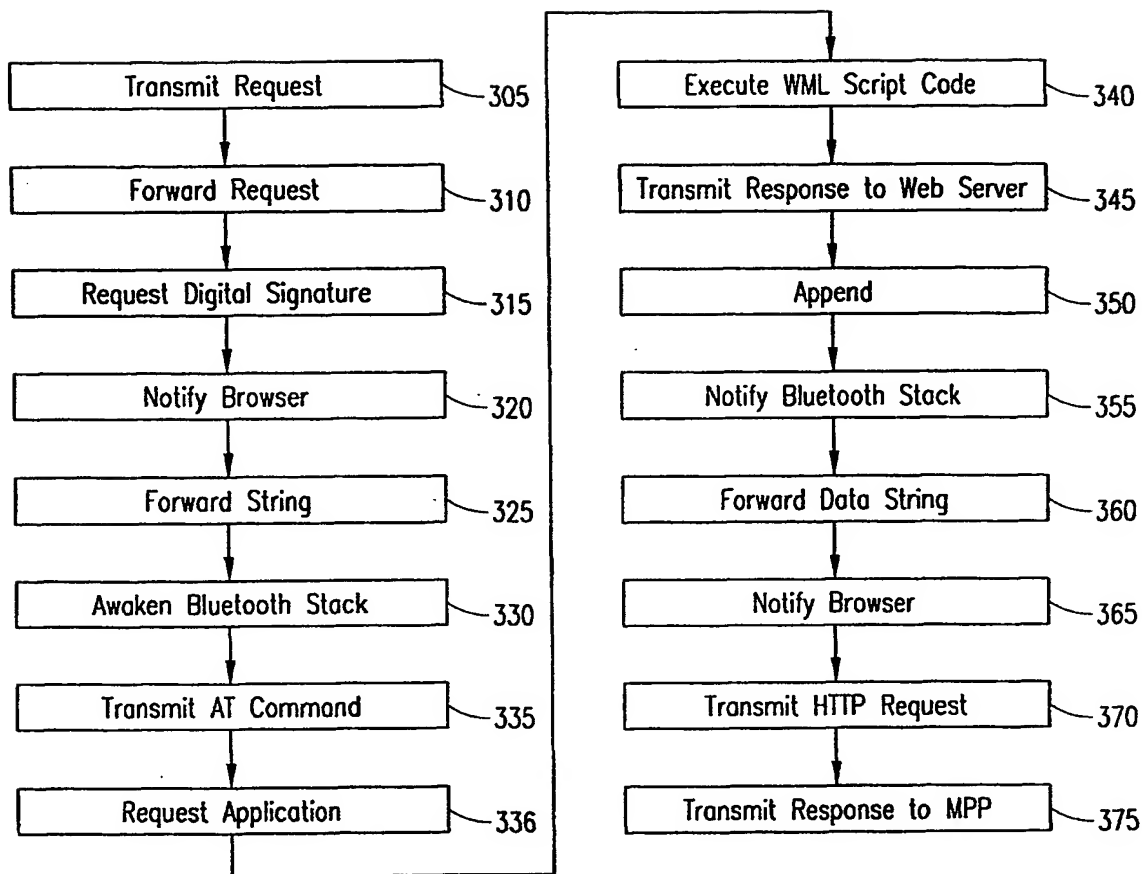 Transmit Request 305
Forward Request 310
Request Digital Signature 315
Notify Browser 320
Forward String 325
Awaken Bluetooth Stack 330
Transmit AT Command 335
Request Application 336
Execute WML Script Code 340
Transmit Response to Web Server 345
Append 350
Notify Bluetooth Stack 355
Forward Data String 360
Notify Browser 365
Transmit HTTP Request 370
Transmit Response to MPP 375